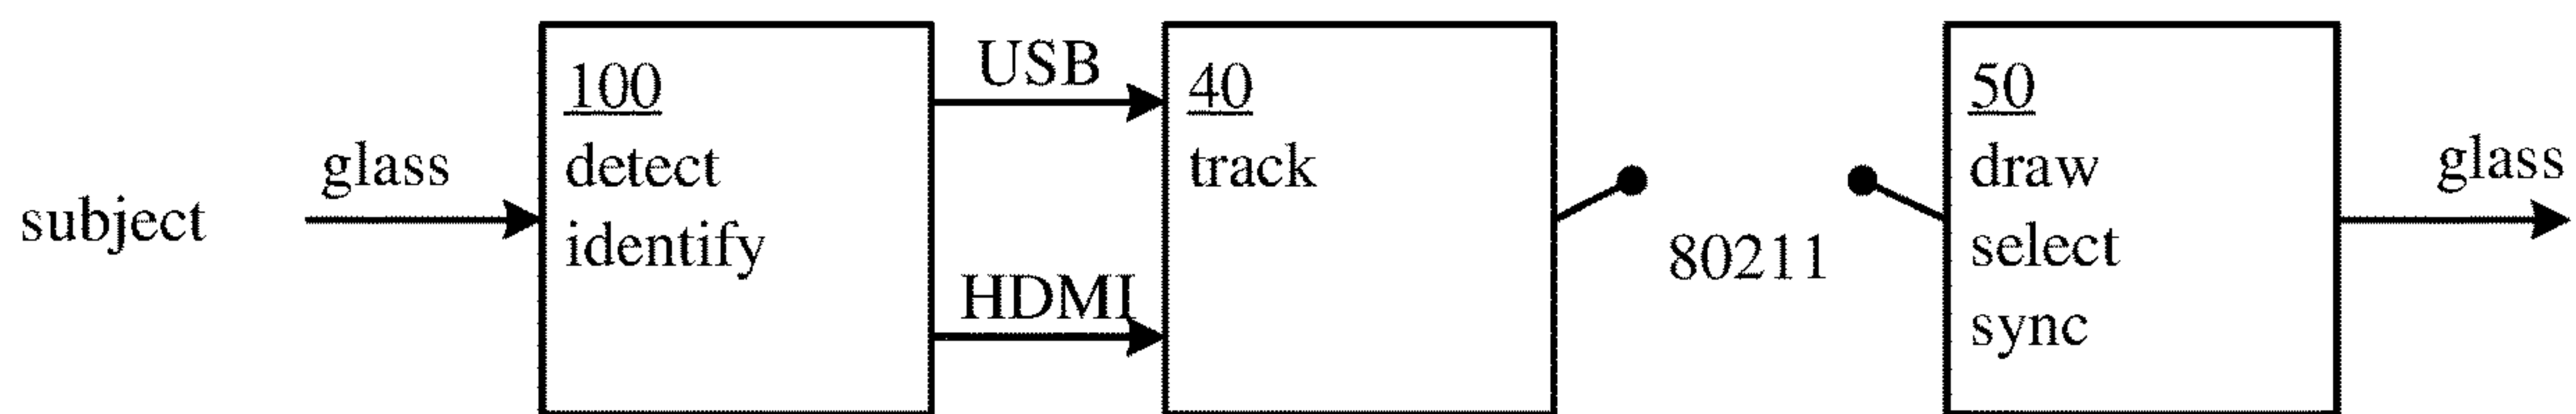 subject
glass
100
detect
identify
USB
HDMI
40
track
80211
50
draw
select
sync
glass